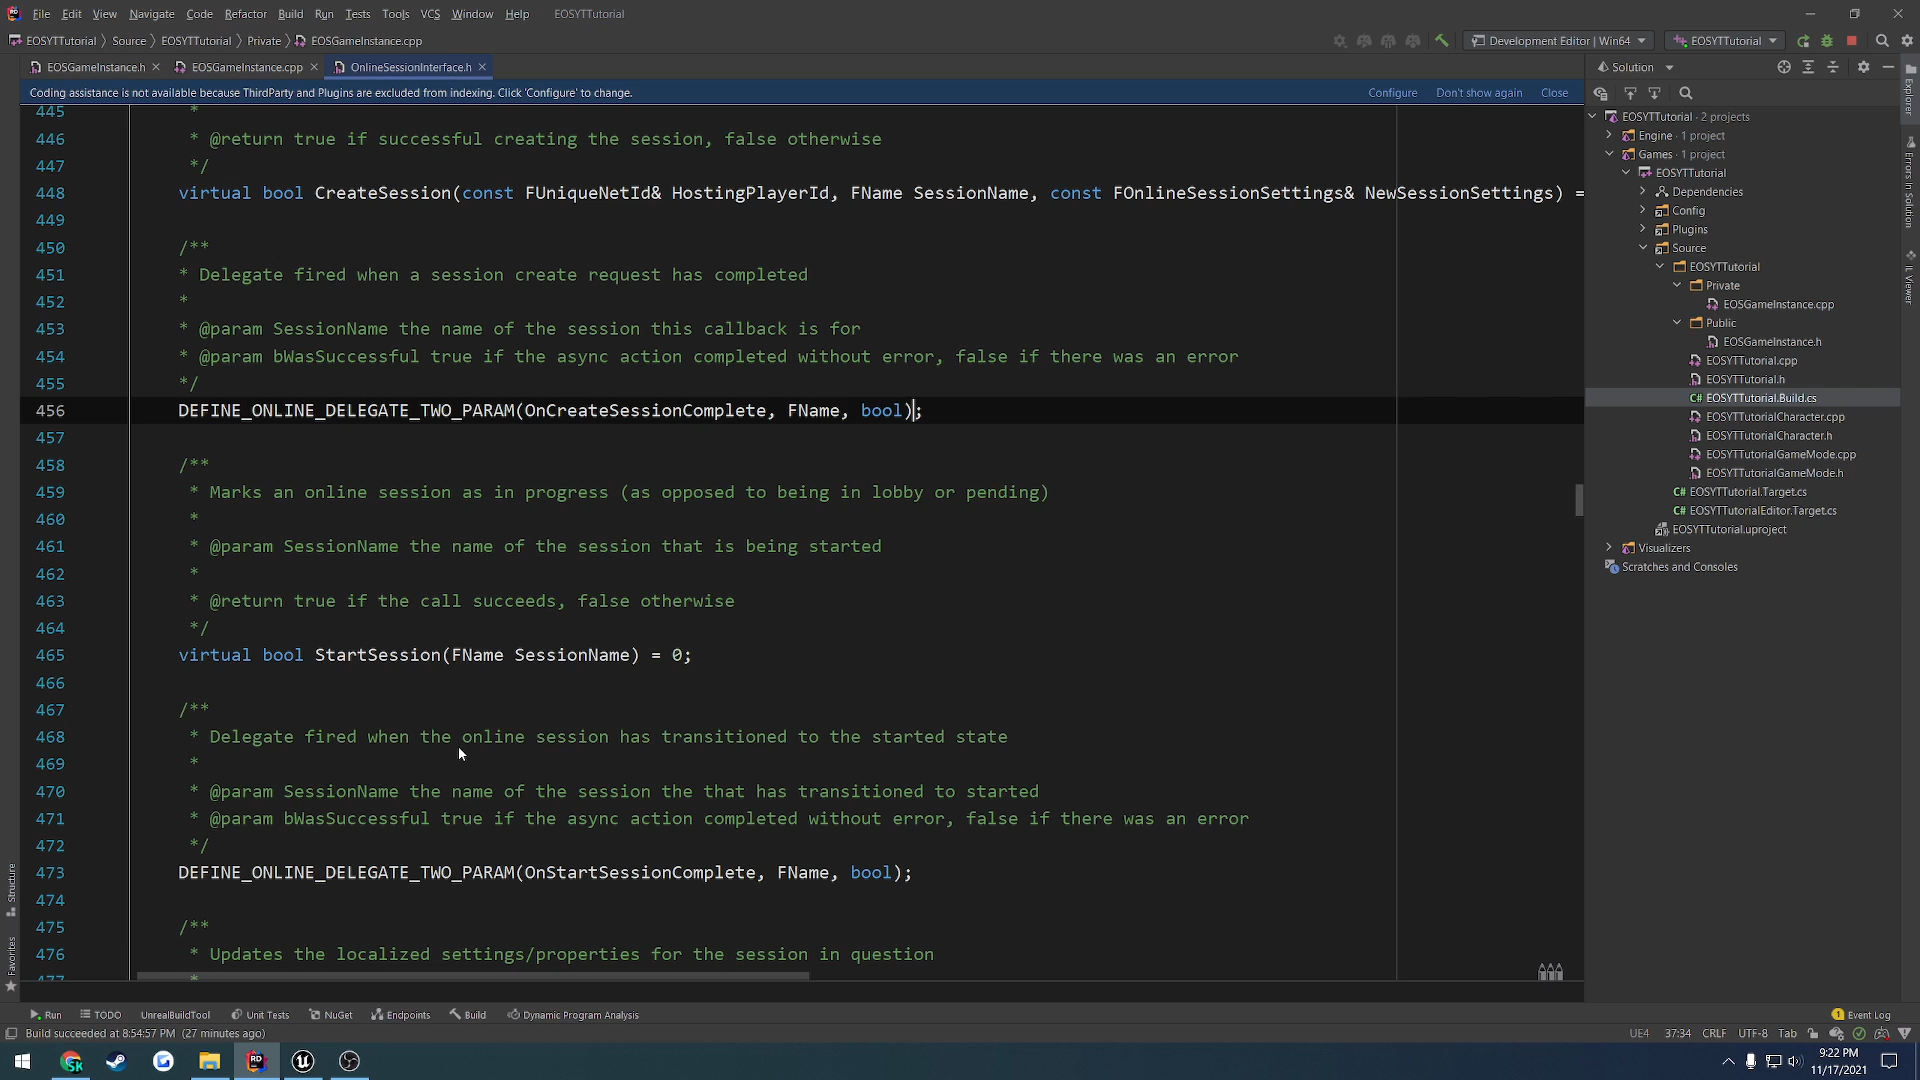 File Edit View Navigate Code Refactor Build Run Tests Tools VCS Window Help EOSYTTutorial
EOSYTTutorial Source EOSYTTutorial Private EOSGameInstance.cpp Development Editor | Win64 EOSYTTutorial
EOSGameInstance.h EOSGameInstance.cpp OnlineSessionInterface.h
Solution
Coding assistance is not available because ThirdParty and Plugins are excluded from indexing. Click 'Configure' to change. Configure Don't show again Close
445 *
446 * @return true if successful creating the session, false otherwise
447 */
448 virtual bool CreateSession(const FUniqueNetId& HostingPlayerId, FName SessionName, const FOnlineSessionSettings& NewSessionSettings) =
449
450 /**
451 * Delegate fired when a session create request has completed
452 *
453 * @param SessionName the name of the session this callback is for
454 * @param bWasSuccessful true if the async action completed without error, false if there was an error
455 */
456 DEFINE_ONLINE_DELEGATE_TWO_PARAM(OnCreateSessionComplete, FName, bool);
457
458 /**
459 * Marks an online session as in progress (as opposed to being in lobby or pending)
460 *
461 * @param SessionName the name of the session that is being started
462 *
463 * @return true if the call succeeds, false otherwise
464 */
465 virtual bool StartSession(FName SessionName) = 0;
466
467 /**
468 * Delegate fired when the online session has transitioned to the started state
469 *
470 * @param SessionName the name of the session the that has transitioned to started
471 * @param bWasSuccessful true if the async action completed without error, false if there was an error
472 */
473 DEFINE_ONLINE_DELEGATE_TWO_PARAM(OnStartSessionComplete, FName, bool);
474
475 /**
476 * Updates the localized settings/properties for the session in question
477 *
EOSYTTutorial · 2 projects
Engine · 1 project
Games · 1 project
EOSYTTutorial
Dependencies
Config
Plugins
Source
EOSYTTutorial
Private
EOSGameInstance.cpp
Public
EOSGameInstance.h
EOSYTTutorial.cpp
EOSYTTutorial.h
C# EOSYTTutorial.Build.cs
EOSYTTutorialCharacter.cpp
EOSYTTutorialCharacter.h
EOSYTTutorialGameMode.cpp
EOSYTTutorialGameMode.h
C# EOSYTTutorial.Target.cs
C# EOSYTTutorialEditor.Target.cs
EOSYTTutorial.uproject
Visualizers
Scratches and Consoles
Explorer
Errors In Solution
IL Viewer
Structure
Favorites
Run TODO UnrealBuildTool Unit Tests NuGet Endpoints Build Dynamic Program Analysis 1 Event Log
Build succeeded at 8:54:57 PM (27 minutes ago) UE4 37:34 CRLF UTF-8 Tab
9:22 PM
11/17/2021